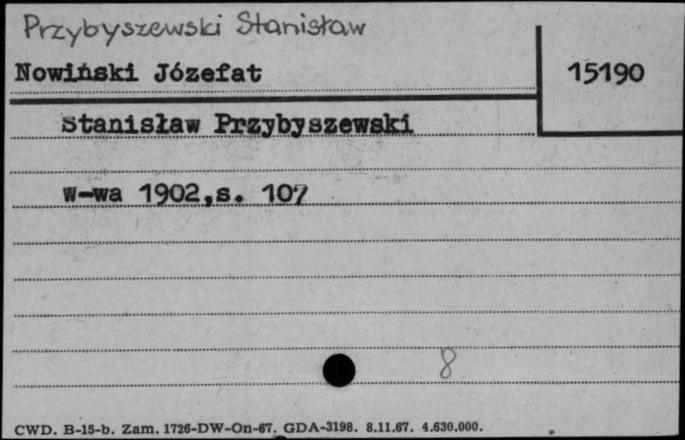 Przybyszewski Stanisław
Nowiński Józefat
15190
Stanisław Przybyszewski
W-wa 1902,s. 107
8
CWD. B-15-b. Zam. 1726-DW-On-67. GDA-3198. 8.11.67. 4.630.000.